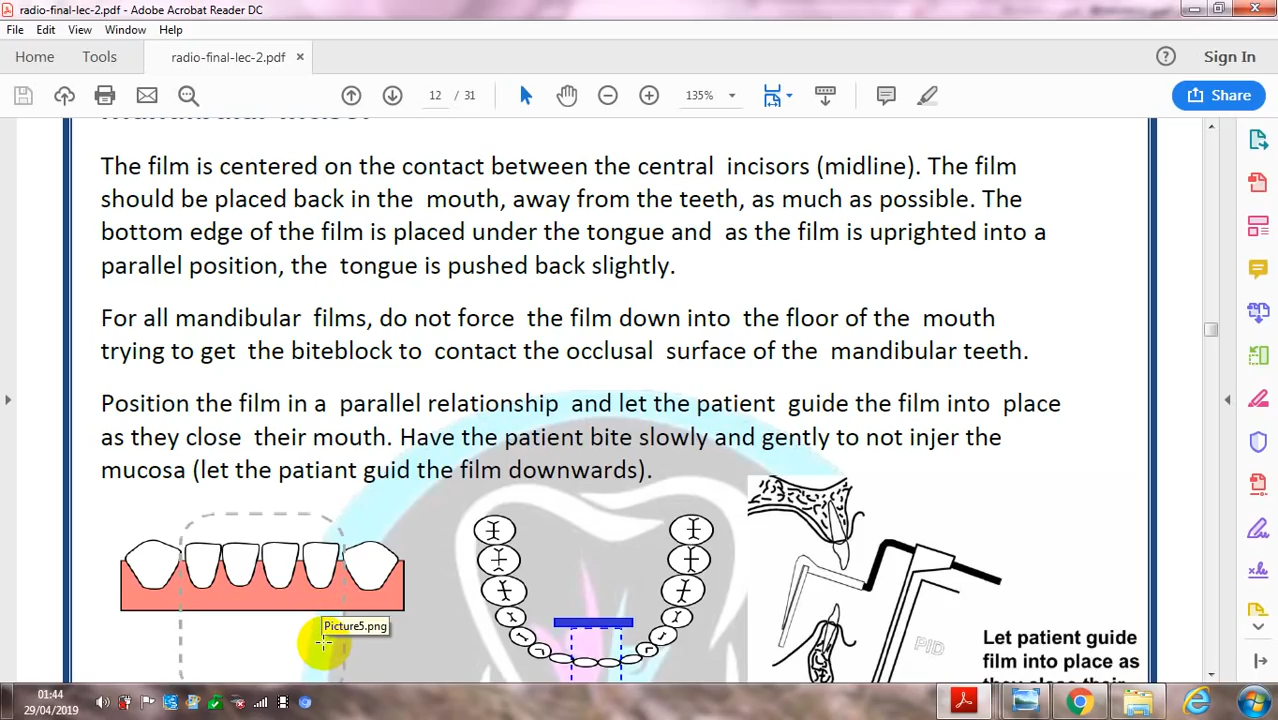 radio-final-lec-2.pdf - Adobe Acrobat Reader DC
File Edit View Window Help
Home Tools radio-final-lec-2.pdf × ? Sign In
12 / 31 135% Share
The film is centered on the contact between the central incisors (midline). The film
should be placed back in the mouth, away from the teeth, as much as possible. The
bottom edge of the film is placed under the tongue and as the film is uprighted into a
parallel position, the tongue is pushed back slightly.
For all mandibular films, do not force the film down into the floor of the mouth
trying to get the biteblock to contact the occlusal surface of the mandibular teeth.
Position the film in a parallel relationship and let the patient guide the film into place
as they close their mouth. Have the patient bite slowly and gently to not injer the
mucosa (let the patiant guid the film downwards).
Picture5.png
PID
Let patient guide
film into place as
they close their
01:44
29/04/2019